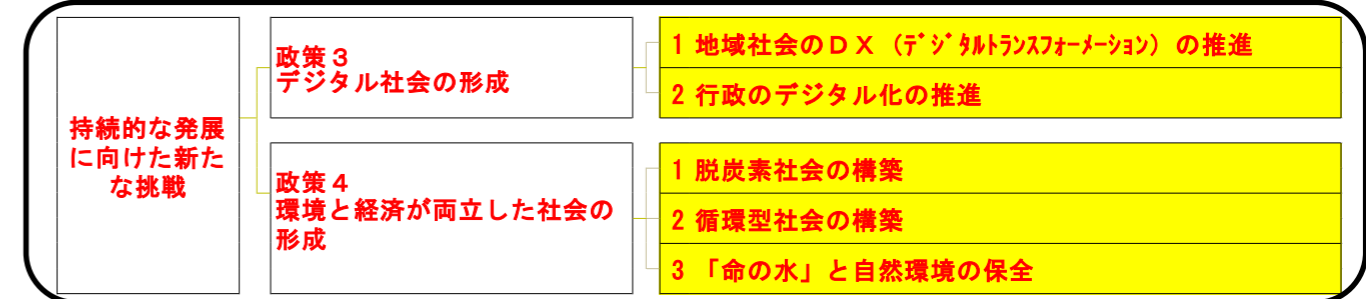 持続的な発展
に向けた新た
な挑戦
政策３
デジタル社会の形成
1 地域社会のＤＸ（ﾃﾞｼﾞﾀﾙﾄﾗﾝｽﾌｫｰﾒｰｼｮﾝ）の推進
2 行政のデジタル化の推進
政策４
環境と経済が両立した社会の
形成
1 脱炭素社会の構築
2 循環型社会の構築
3 「命の水」と自然環境の保全